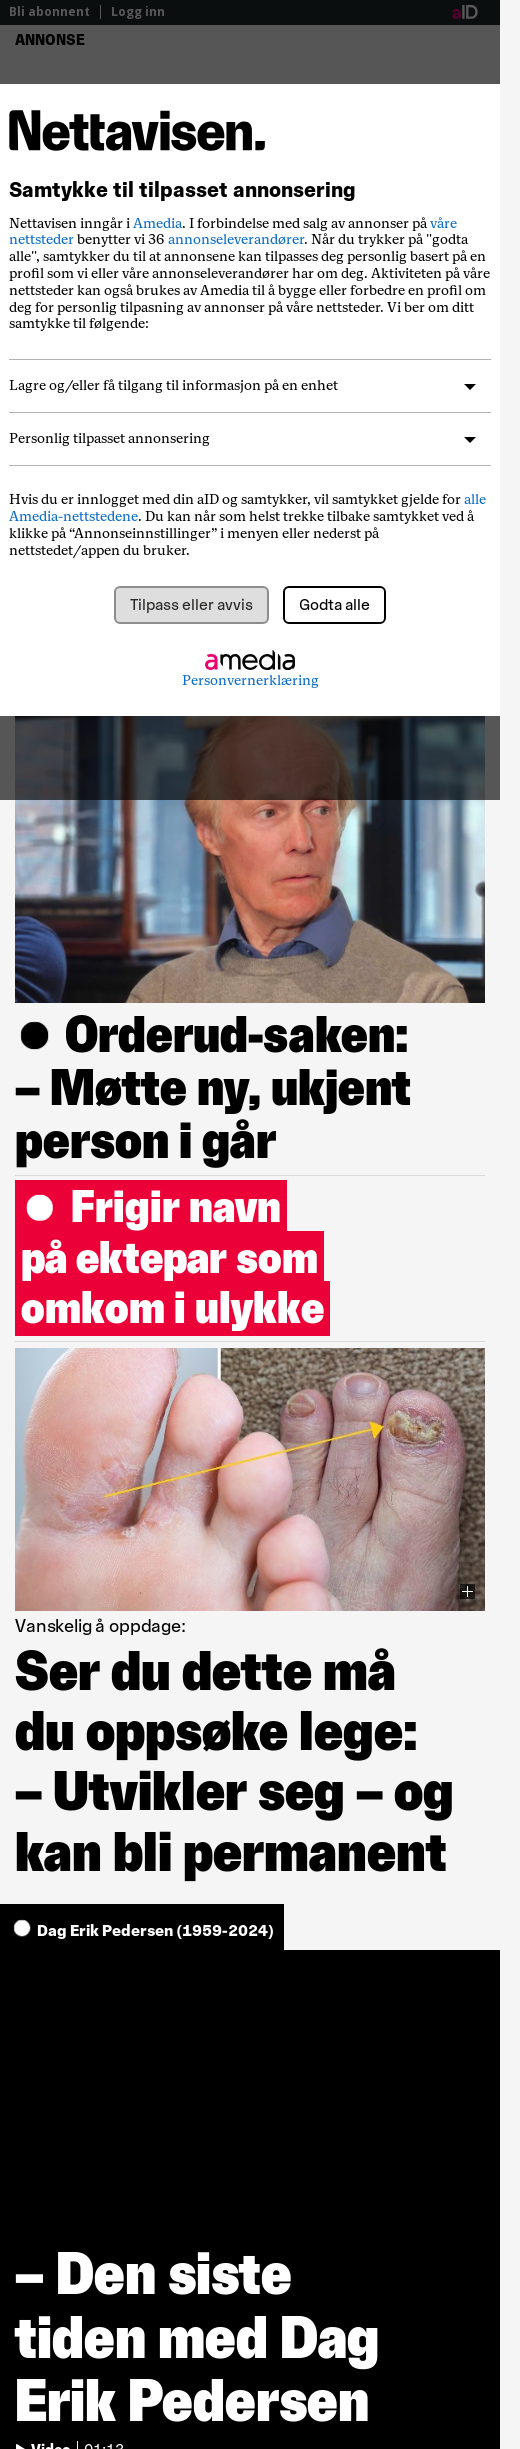 Bli abonnent | Logg inn
aID
ANNONSE
Nettavisen.
Samtykke til tilpasset annonsering
Nettavisen inngår i Amedia. I forbindelse med salg av annonser på våre
nettsteder benytter vi 36 annonseleverandører. Når du trykker på "godta
alle", samtykker du til at annonsene kan tilpasses deg personlig basert på en
profil som vi eller våre annonseleverandører har om deg. Aktiviteten på våre
nettsteder kan også brukes av Amedia til å bygge eller forbedre en profil om
deg for personlig tilpasning av annonser på våre nettsteder. Vi ber om ditt
samtykke til følgende:
Lagre og/eller få tilgang til informasjon på en enhet
Personlig tilpasset annonsering
Hvis du er innlogget med din aID og samtykker, vil samtykket gjelde for alle
Amedia-nettstedene. Du kan når som helst trekke tilbake samtykket ved å
klikke på “Annonseinnstillinger” i menyen eller nederst på
nettstedet/appen du bruker.
Tilpass eller avvis Godta alle
amedia
Personvernerklæring
● Orderud-saken:
– Møtte ny, ukjent
person i går
● Frigir navn
på ektepar som
omkom i ulykke
Vanskelig å oppdage:
Ser du dette må
du oppsøke lege:
– Utvikler seg – og
kan bli permanent
● Dag Erik Pedersen (1959-2024)
– Den siste
tiden med Dag
Erik Pedersen